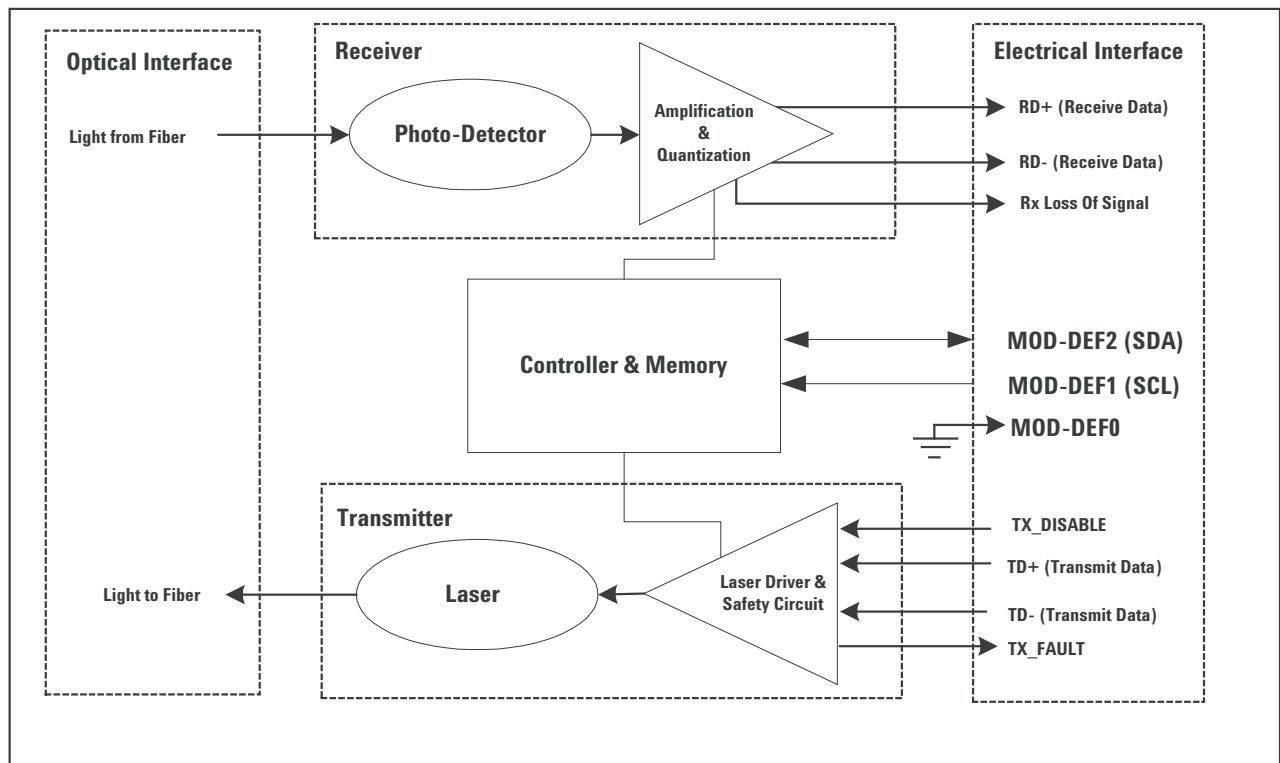 Optical Interface
Receiver
Electrical Interface
Light from Fiber
Photo-Detector
Amplification
&
Quantization
RD+ (Receive Data)
RD- (Receive Data)
Rx Loss Of Signal
Controller & Memory
MOD-DEF2 (SDA)
MOD-DEF1 (SCL)
MOD-DEF0
Transmitter
Light to Fiber
Laser
Laser Driver &
Safety Circuit
TX_DISABLE
TD+ (Transmit Data)
TD- (Transmit Data)
TX_FAULT